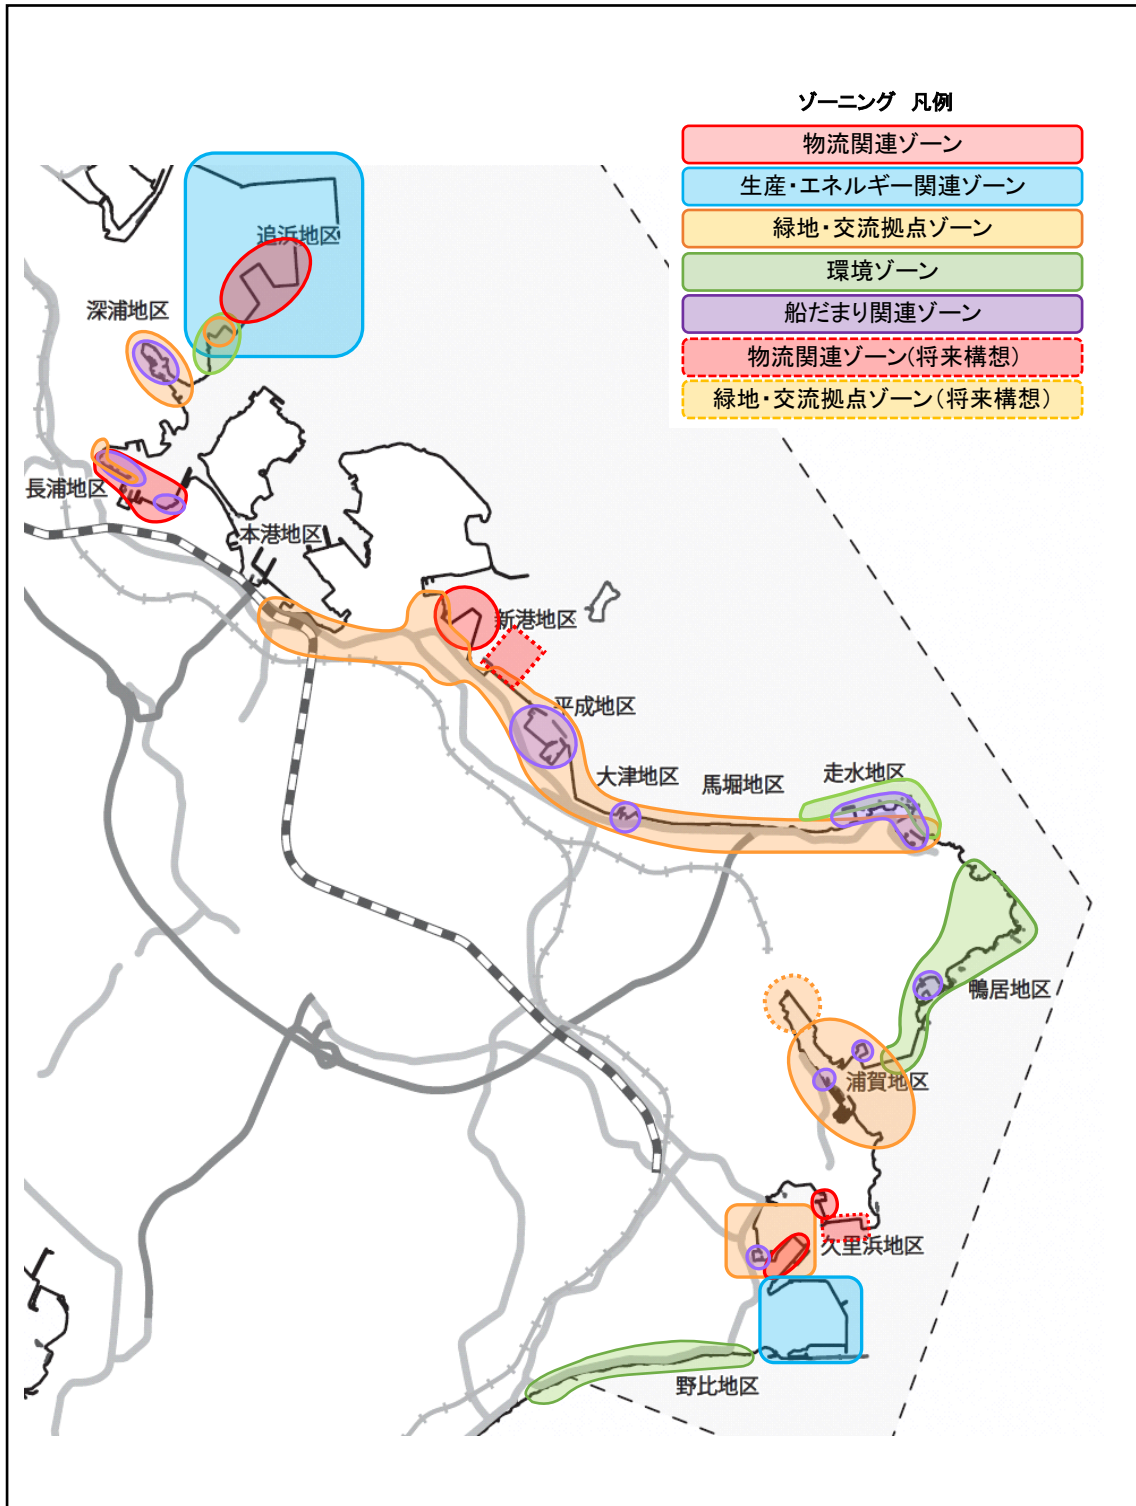 ゾーニング 凡例
物流関連ゾーン
生産・エネルギー関連ゾーン
緑地・交流拠点ゾーン
環境ゾーン
船だまり関連ゾーン
物流関連ゾーン(将来構想)
緑地・交流拠点ゾーン(将来構想)
追浜地区
深浦地区
長浦地区
本港地区
新港地区
平成地区
大津地区
馬堀地区
走水地区
鴨居地区
浦賀地区
久里浜地区
野比地区